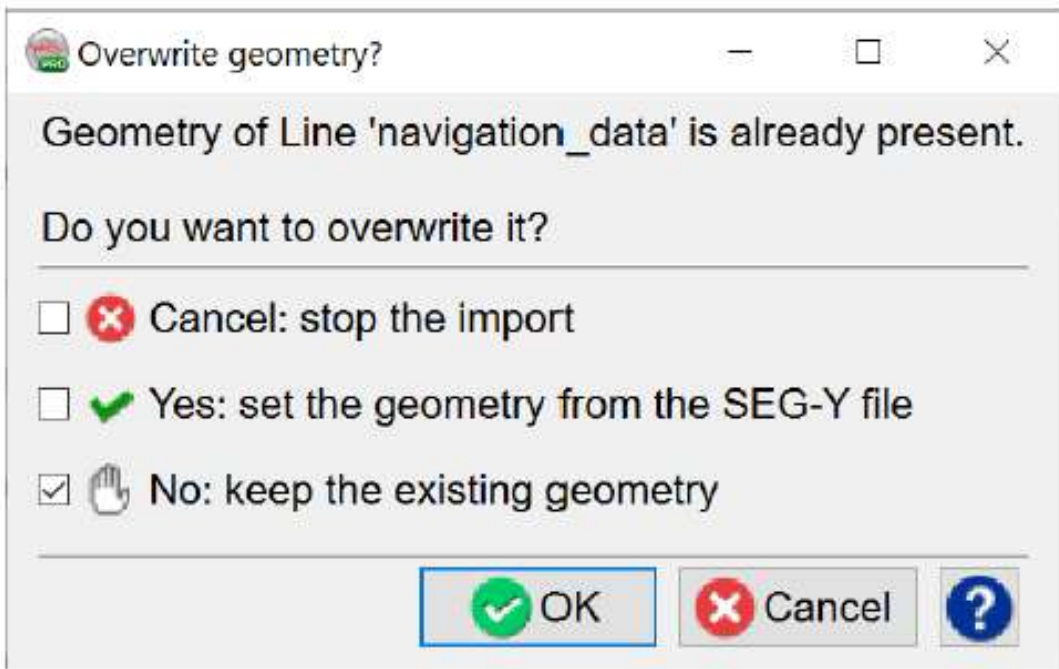 Overwrite geometry?
Geometry of Line 'navigation_data' is already present.
Do you want to overwrite it?
Cancel: stop the import
Yes: set the geometry from the SEG-Y file
No: keep the existing geometry
OK Cancel ?